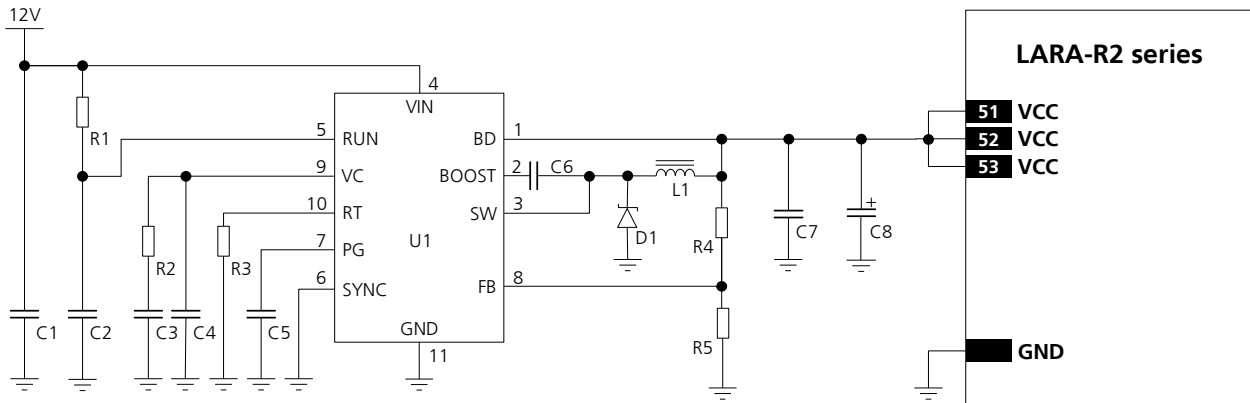 12V
LARA-R2 series
4
VIN
R1
5
RUN
BD
1
51 VCC
52 VCC
53 VCC
9
VC
BOOST
2
C6
L1
10
RT
SW
3
R2
R3
7
PG
U1
D1
R4
C7
+
C8
6
SYNC
FB
8
C1
C2
C3
C4
C5
GND
11
R5
GND